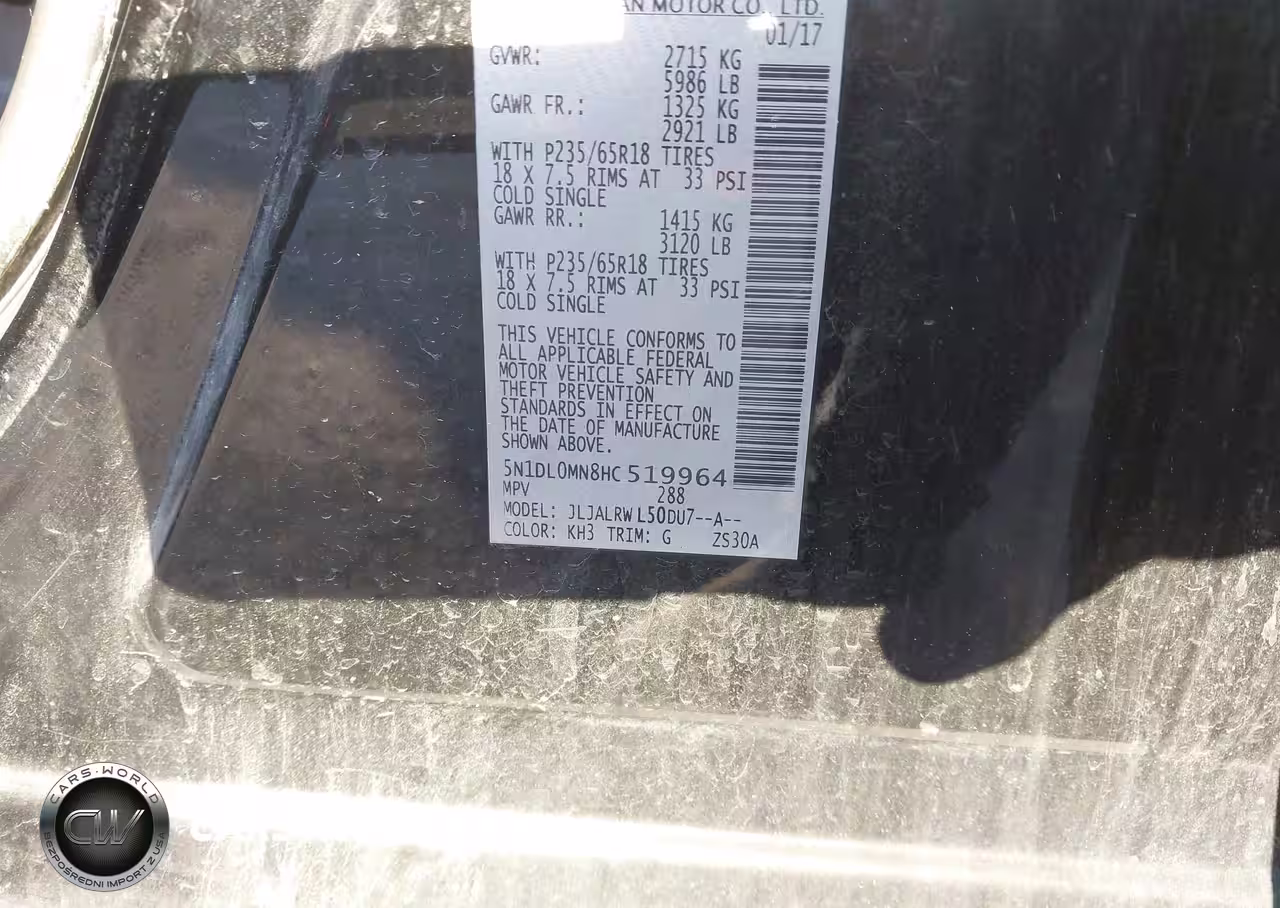 AN MOTOR CO., LTD.
01/17
GVWR: 2715 KG
5986 LB
GAWR FR.: 1325 KG
2921 LB
WITH P235/65R18 TIRES
18 X 7.5 RIMS AT 33 PSI
COLD SINGLE
GAWR RR.: 1415 KG
3120 LB
WITH P235/65R18 TIRES
18 X 7.5 RIMS AT 33 PSI
COLD SINGLE
THIS VEHICLE CONFORMS TO
ALL APPLICABLE FEDERAL
MOTOR VEHICLE SAFETY AND
THEFT PREVENTION
STANDARDS IN EFFECT ON
THE DATE OF MANUFACTURE
SHOWN ABOVE.
5N1DL0MN8HC519964
MPV 288
MODEL: JLJALRWL50DU7--A--
COLOR: KH3 TRIM: G ZS30A
CARS-WORLD
CW
BEZPOŚREDNI IMPORT Z USA